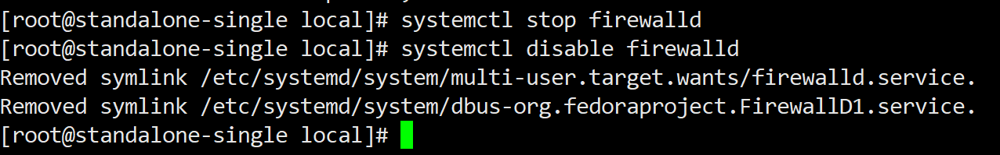 [root@standalone-single local]# systemctl stop firewalld
[root@standalone-single local]# systemctl disable firewalld
Removed symlink /etc/systemd/system/multi-user.target.wants/firewalld.service.
Removed symlink /etc/systemd/system/dbus-org.fedoraproject.FirewallD1.service.
[root@standalone-single local]#